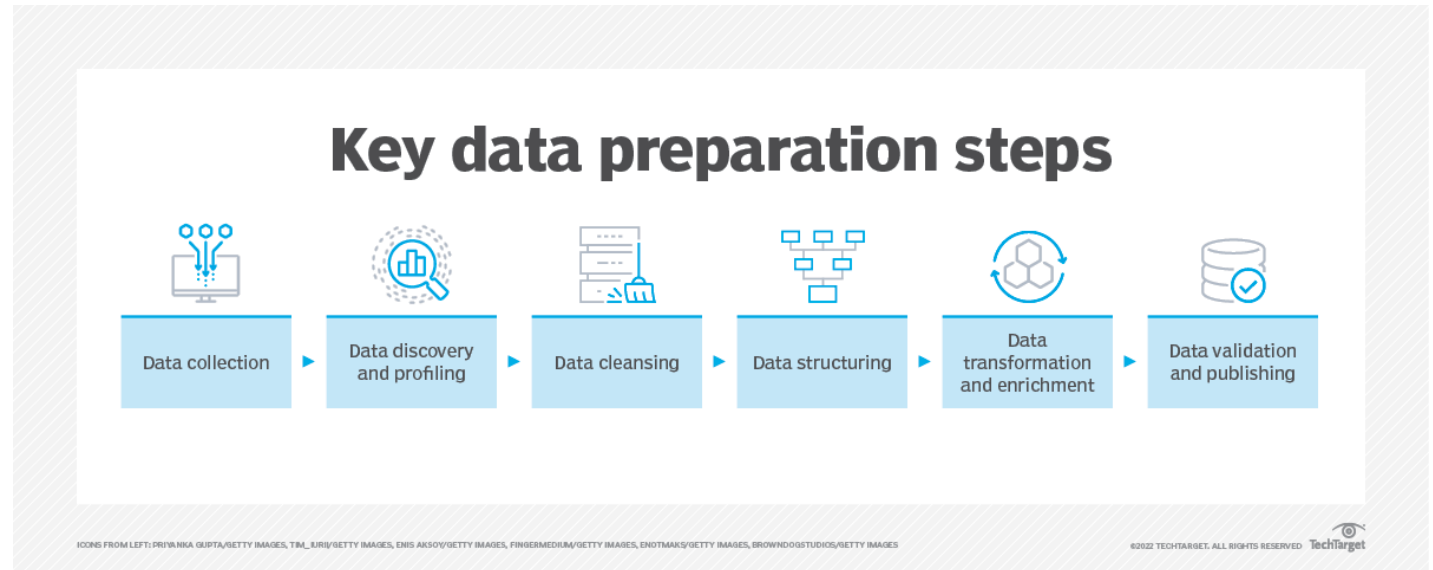 Key data preparation steps
Data collection
Data discovery
and profiling
Data cleansing
Data structuring
Data
transformation
and enrichment
Data validation
and publishing
ICONS FROM LEFT: PRIYANKA GUPTA/GETTY IMAGES, TIM_IURII/GETTY IMAGES, ENIS AKSOY/GETTY IMAGES, FINGERMEDIUM/GETTY IMAGES, ENOTMAKS/GETTY IMAGES, BROWNDOGSTUDIOS/GETTY IMAGES
©2022 TECHTARGET. ALL RIGHTS RESERVED
TechTarget